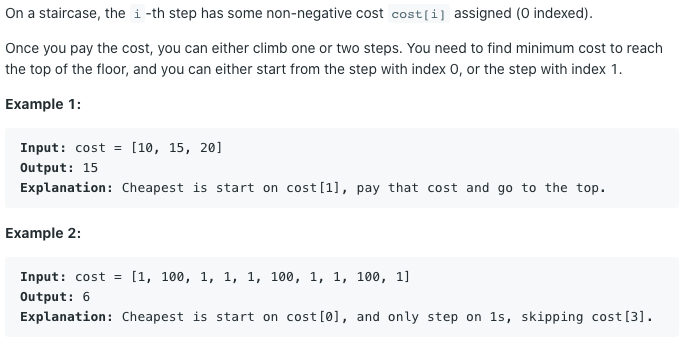 On a staircase, the i -th step has some non-negative cost cost[i] assigned (0 indexed).
Once you pay the cost, you can either climb one or two steps. You need to find minimum cost to reach
the top of the floor, and you can either start from the step with index 0, or the step with index 1.
Example 1:
Input: cost = [10, 15, 20]
Output: 15
Explanation: Cheapest is start on cost[1], pay that cost and go to the top.
Example 2:
Input: cost = [1, 100, 1, 1, 1, 100, 1, 1, 100, 1]
Output: 6
Explanation: Cheapest is start on cost[0], and only step on 1s, skipping cost[3].